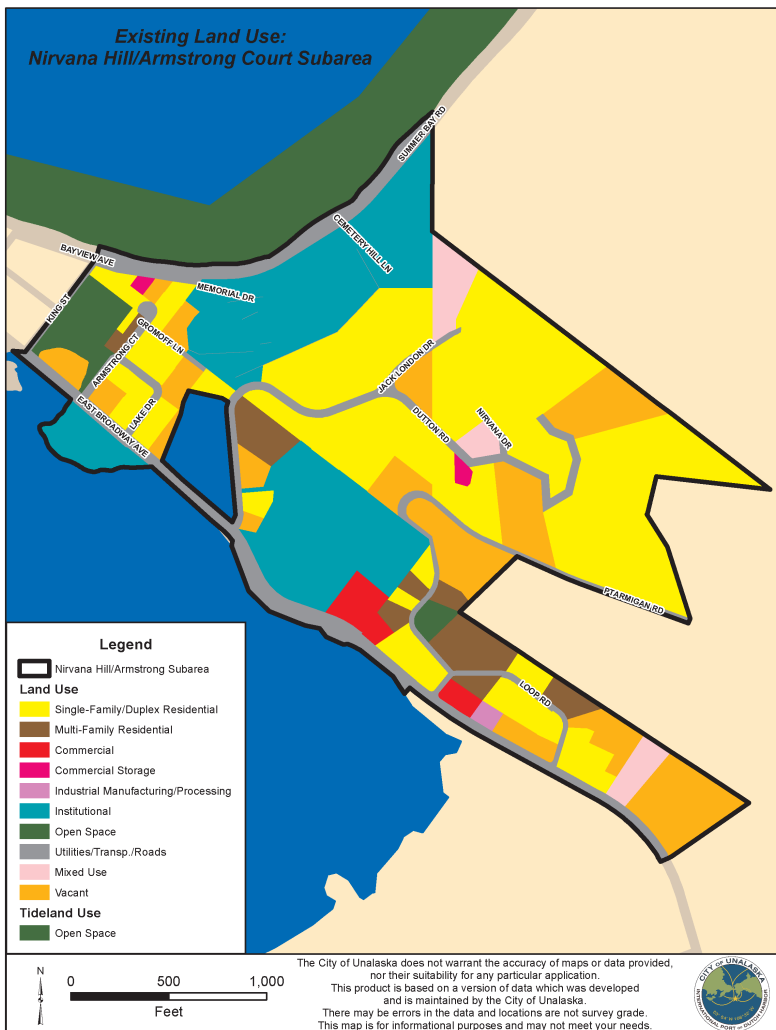 Existing Land Use:
Nirvana Hill/Armstrong Court Subarea
SUMMER BAY RD
CEMETERY HILL LN
BAYVIEW AVE
MEMORIAL DR
KING ST
GROMOFF LN
ARMSTRONG CT
LAKE DR
EAST BROADWAY AVE
JACK LONDON DR
DUTTON RD
NIRVANA DR
PTARMIGAN RD
LOOP RD
Legend
Nirvana Hill/Armstrong Subarea
Land Use
Single-Family/Duplex Residential
Multi-Family Residential
Commercial
Commercial Storage
Industrial Manufacturing/Processing
Institutional
Open Space
Utilities/Transp./Roads
Mixed Use
Vacant
Tideland Use
Open Space
N
0 500 1,000
Feet
The City of Unalaska does not warrant the accuracy of maps or data provided,
nor their suitability for any particular application.
This product is based on a version of data which was developed
and is maintained by the City of Unalaska.
There may be errors in the data and locations are not survey grade.
This map is for informational purposes and may not meet your needs.
CITY OF UNALASKA
INTERNATIONAL PORT OF DUTCH HARBOR